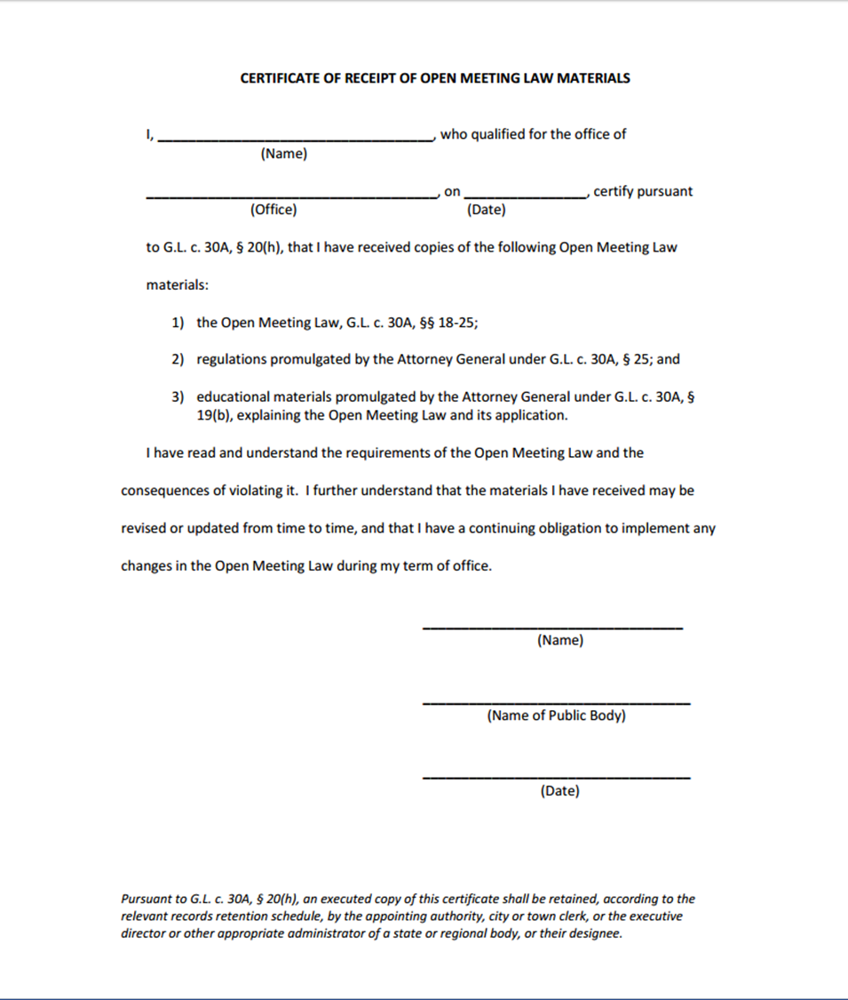 CERTIFICATE OF RECEIPT OF OPEN MEETING LAW MATERIALS
I, ____________________________________, who qualified for the office of
(Name)
______________________________________, on ________________, certify pursuant
(Office) (Date)
to G.L. c. 30A, § 20(h), that I have received copies of the following Open Meeting Law
materials:
1) the Open Meeting Law, G.L. c. 30A, §§ 18-25;
2) regulations promulgated by the Attorney General under G.L. c. 30A, § 25; and
3) educational materials promulgated by the Attorney General under G.L. c. 30A, §
19(b), explaining the Open Meeting Law and its application.
I have read and understand the requirements of the Open Meeting Law and the
consequences of violating it. I further understand that the materials I have received may be
revised or updated from time to time, and that I have a continuing obligation to implement any
changes in the Open Meeting Law during my term of office.
__________________________________
(Name)
___________________________________
(Name of Public Body)
___________________________________
(Date)
Pursuant to G.L. c. 30A, § 20(h), an executed copy of this certificate shall be retained, according to the
relevant records retention schedule, by the appointing authority, city or town clerk, or the executive
director or other appropriate administrator of a state or regional body, or their designee.